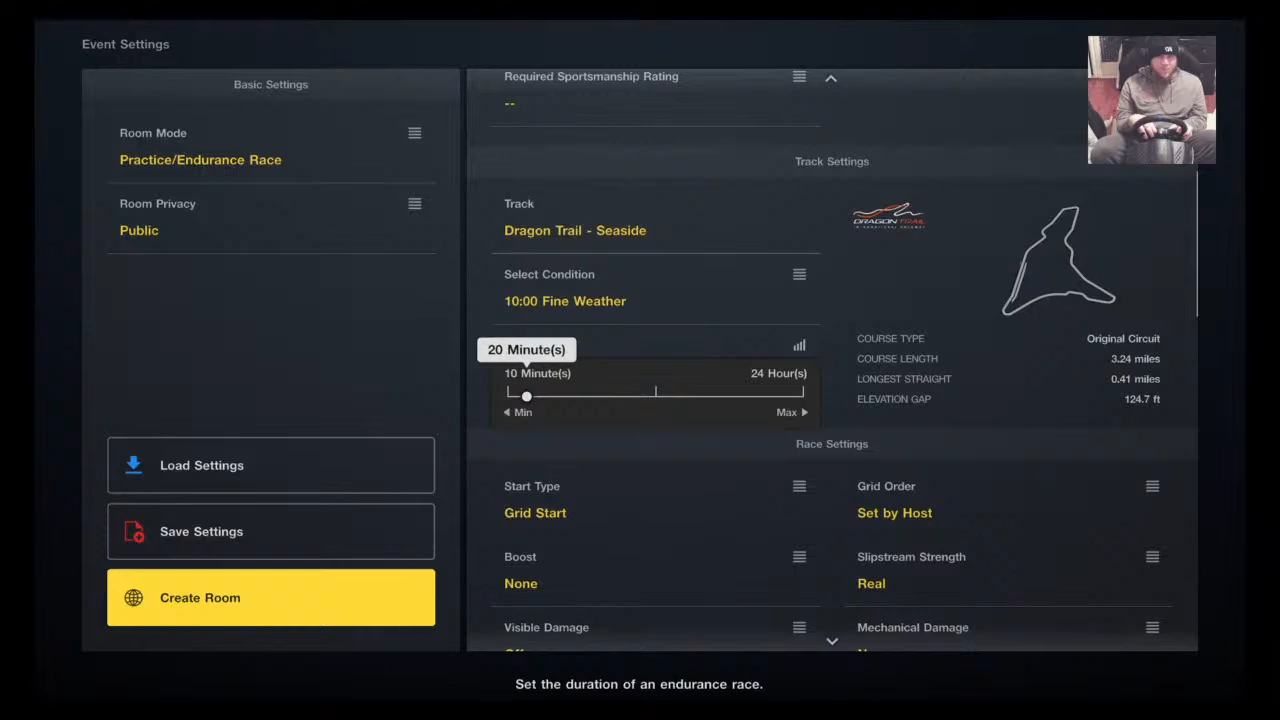 Event Settings
Basic Settings
Room Mode
Practice/Endurance Race
Room Privacy
Public
Load Settings
Save Settings
Create Room
Required Sportsmanship Rating
--
Track Settings
Track
Dragon Trail - Seaside
Select Condition
10:00 Fine Weather
20 Minute(s)
10 Minute(s)
24 Hour(s)
Min
Max
DRAGON TRAIL
COURSE TYPE Original Circuit
COURSE LENGTH 3.24 miles
LONGEST STRAIGHT 0.41 miles
ELEVATION GAP 124.7 ft
Race Settings
Start Type
Grid Start
Grid Order
Set by Host
Boost
None
Slipstream Strength
Real
Visible Damage
Mechanical Damage
Set the duration of an endurance race.